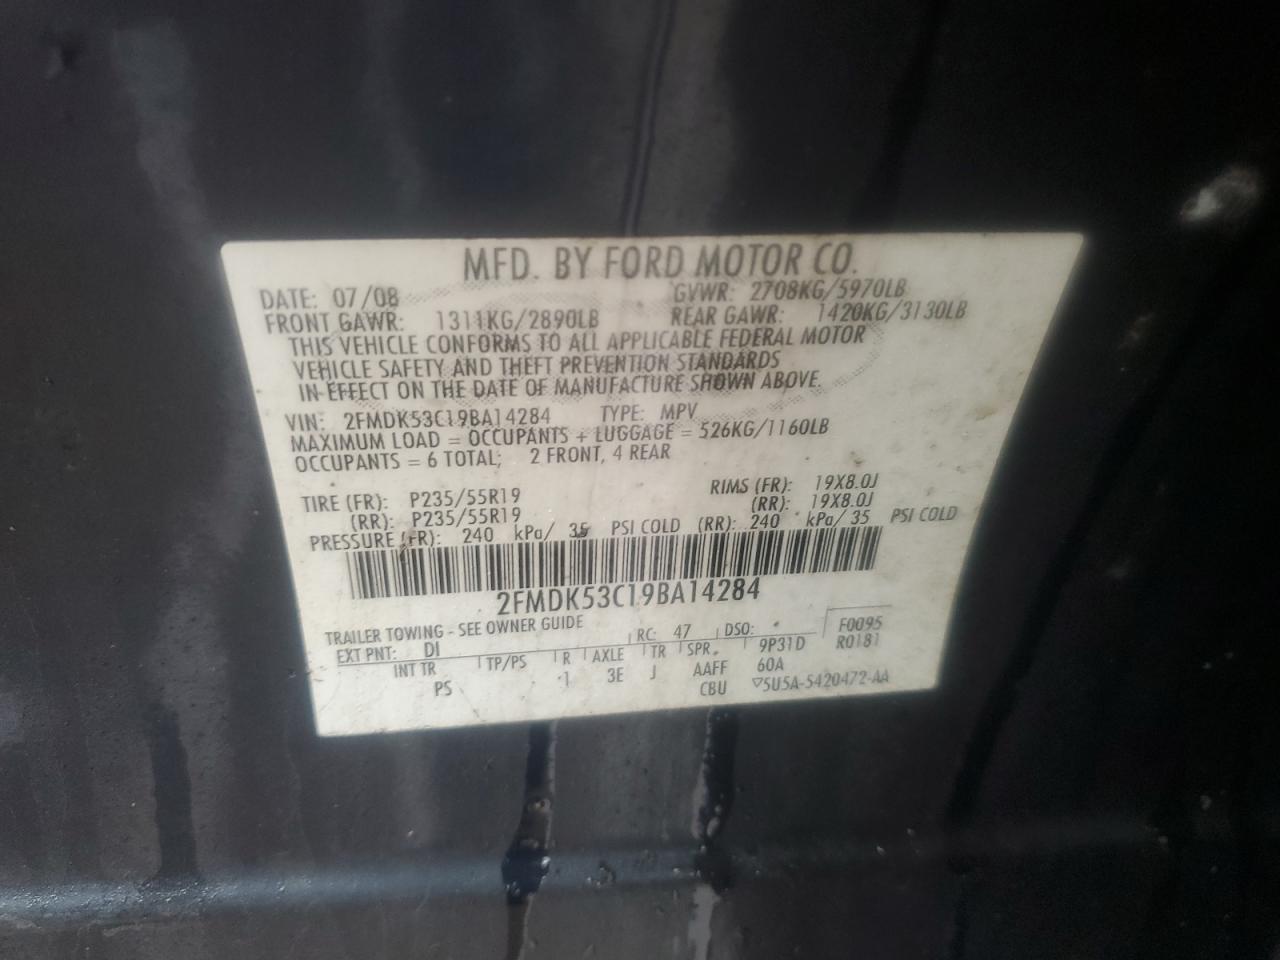 MFD. BY FORD MOTOR CO.
DATE: 07/08 GVWR: 2708KG/5970LB
FRONT GAWR: 1311KG/2890LB REAR GAWR: 1420KG/3130LB
THIS VEHICLE CONFORMS TO ALL APPLICABLE FEDERAL MOTOR
VEHICLE SAFETY AND THEFT PREVENTION STANDARDS
IN EFFECT ON THE DATE OF MANUFACTURE SHOWN ABOVE.
VIN: 2FMDK53C19BA14284 TYPE: MPV
MAXIMUM LOAD = OCCUPANTS + LUGGAGE = 526KG/1160LB
OCCUPANTS = 6 TOTAL; 2 FRONT, 4 REAR
TIRE (FR): P235/55R19 RIMS (FR): 19X8.0J
(RR): P235/55R19 (RR): 19X8.0J
PRESSURE (FR): 240 kPa/ 35 PSI COLD (RR): 240 kPa/ 35 PSI COLD
2FMDK53C19BA14284
TRAILER TOWING - SEE OWNER GUIDE F0095
EXT PNT: DI RC: 47 DSO: R0181
INT TR TP/PS R AXLE TR SPR 9P31D
PS 1 3E J AAFF 60A
CBU ▽5U5A-5420472-AA